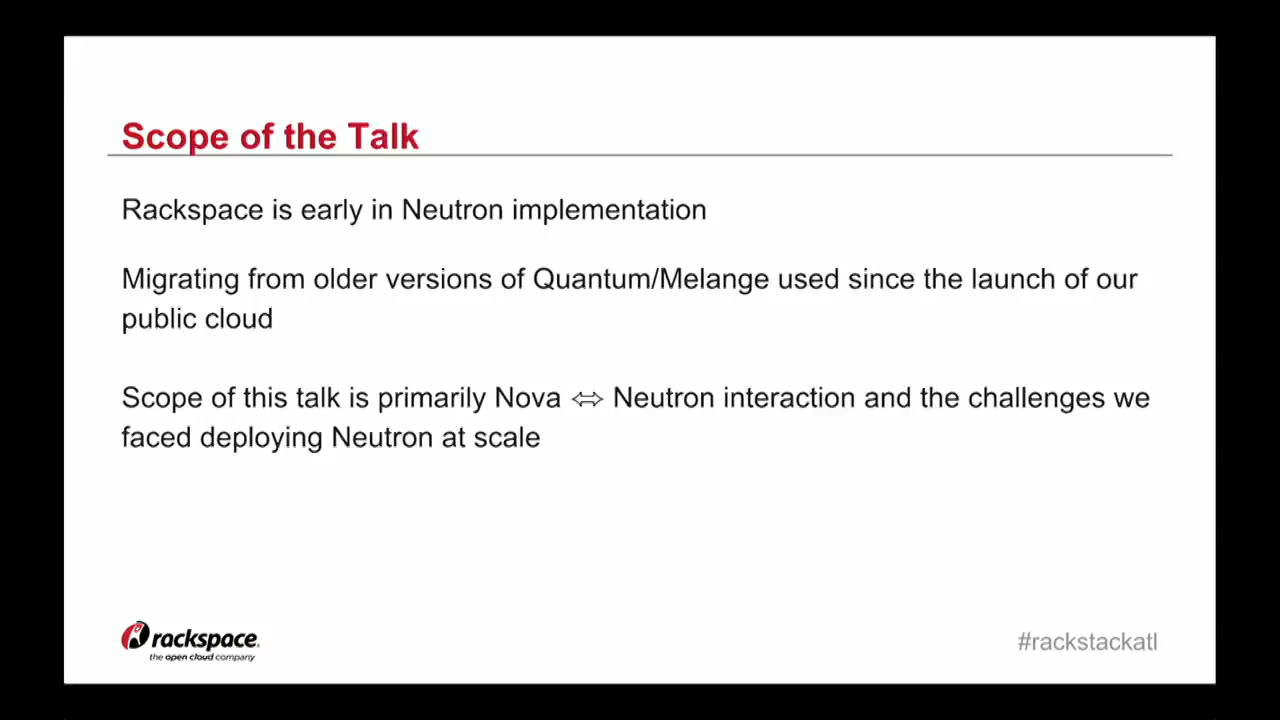 Scope of the Talk
Rackspace is early in Neutron implementation
Migrating from older versions of Quantum/Melange used since the launch of our
public cloud
Scope of this talk is primarily Nova ⇔ Neutron interaction and the challenges we
faced deploying Neutron at scale
rackspace.
the open cloud company
#rackstackatl